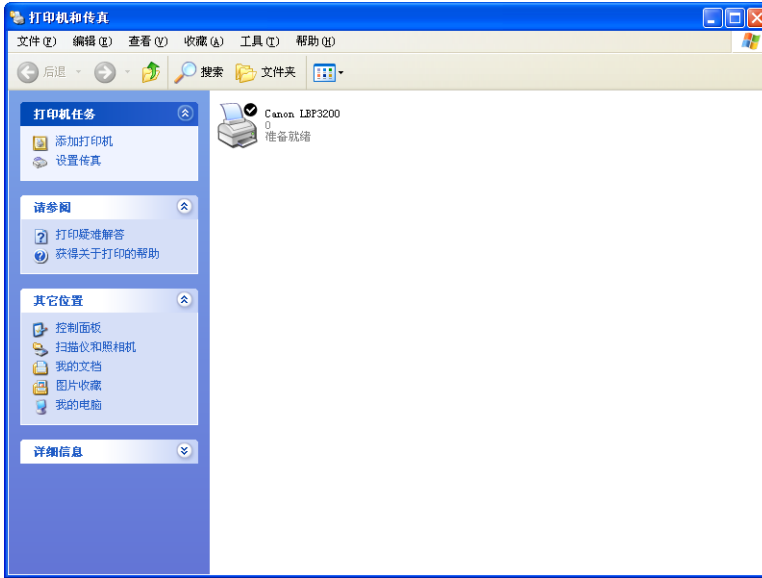 打印机和传真
文件(F) 编辑(E) 查看(V) 收藏(A) 工具(T) 帮助(H)
后退 搜索 文件夹
打印机任务
添加打印机
设置传真
请参阅
打印疑难解答
获得关于打印的帮助
其它位置
控制面板
扫描仪和照相机
我的文档
图片收藏
我的电脑
详细信息
Canon LBP3200
0
准备就绪